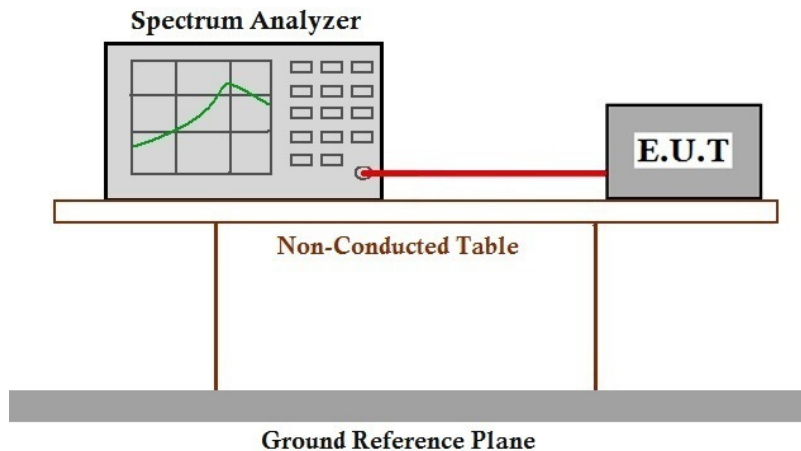 Spectrum Analyzer
E.U.T
Non-Conducted Table
Ground Reference Plane